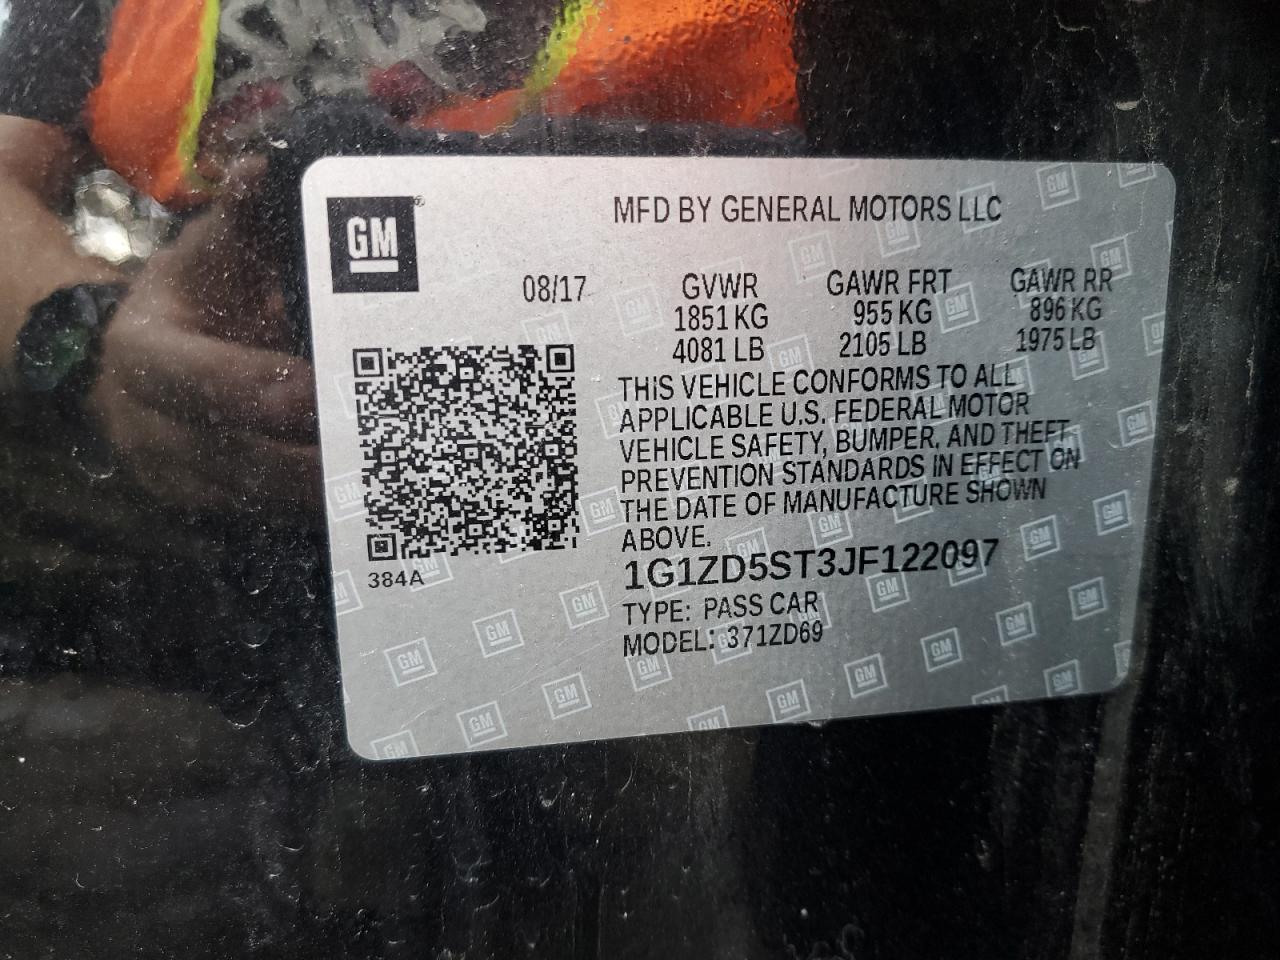 GM®
MFD BY GENERAL MOTORS LLC
08/17 GVWR GAWR FRT GAWR RR
1851 KG 955 KG 896 KG
4081 LB 2105 LB 1975 LB
THIS VEHICLE CONFORMS TO ALL
APPLICABLE U.S. FEDERAL MOTOR
VEHICLE SAFETY, BUMPER, AND THEFT
PREVENTION STANDARDS IN EFFECT ON
THE DATE OF MANUFACTURE SHOWN
ABOVE.
384A
1G1ZD5ST3JF122097
TYPE: PASS CAR
MODEL: 371ZD69